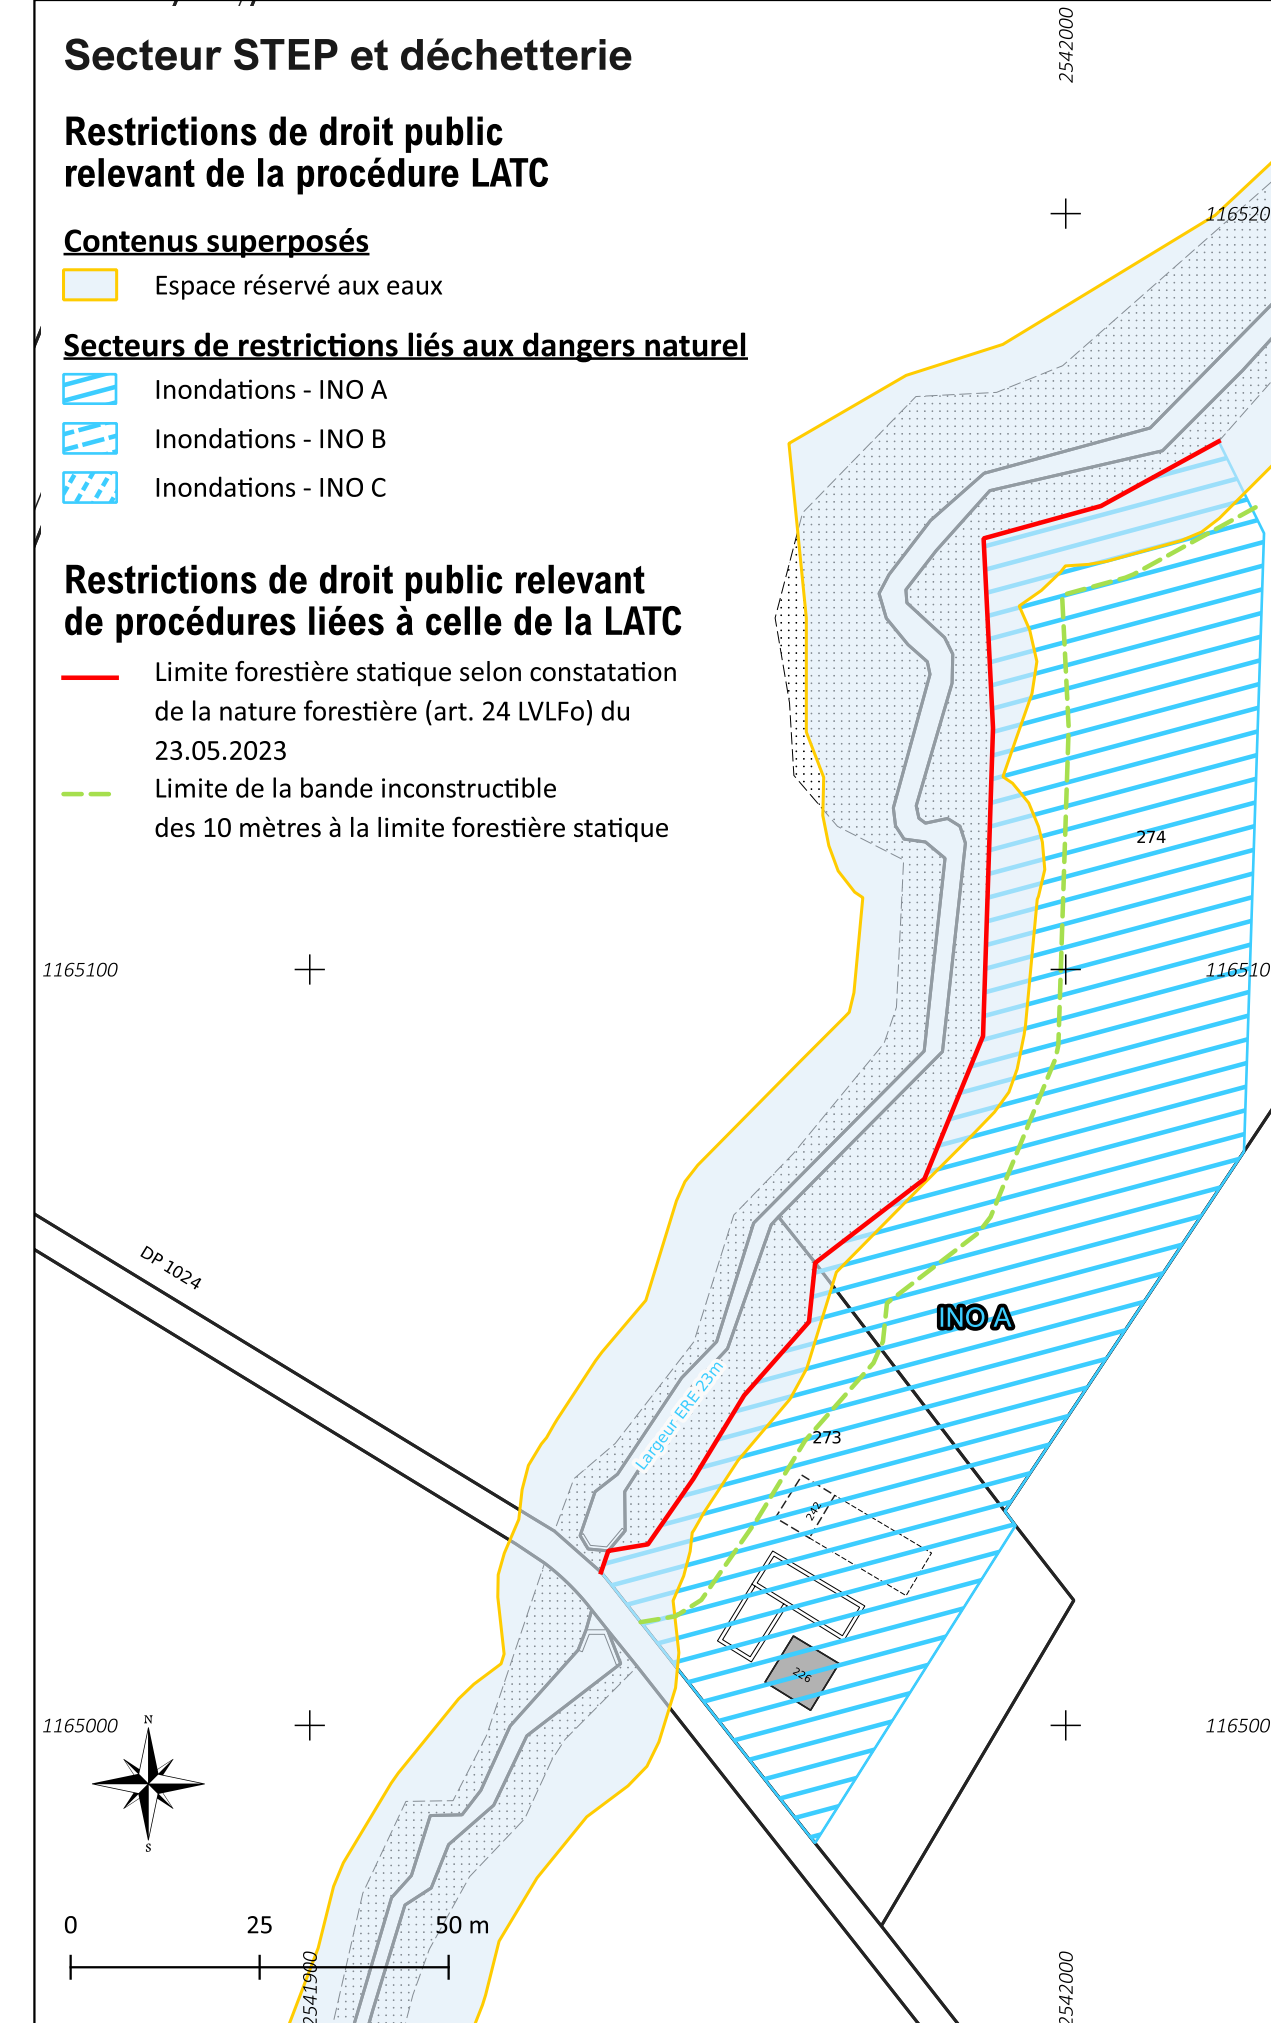 Secteur STEP et déchetterie
2542000
Restrictions de droit public
relevant de la procédure LATC
116520
Contenus superposés
Espace réservé aux eaux
Secteurs de restrictions liés aux dangers naturel
Inondations - INO A
Inondations - INO B
Inondations - INO C
Restrictions de droit public relevant
de procédures liées à celle de la LATC
Limite forestière statique selon constatation
de la nature forestière (art. 24 LVLFo) du
23.05.2023
Limite de la bande inconstructible
des 10 mètres à la limite forestière statique
274
1165100
116510
DP 1024
INO A
Largeur ERE 23m
273
242
226
1165000
116500
N
S
0 25 50 m
2541900
2542000